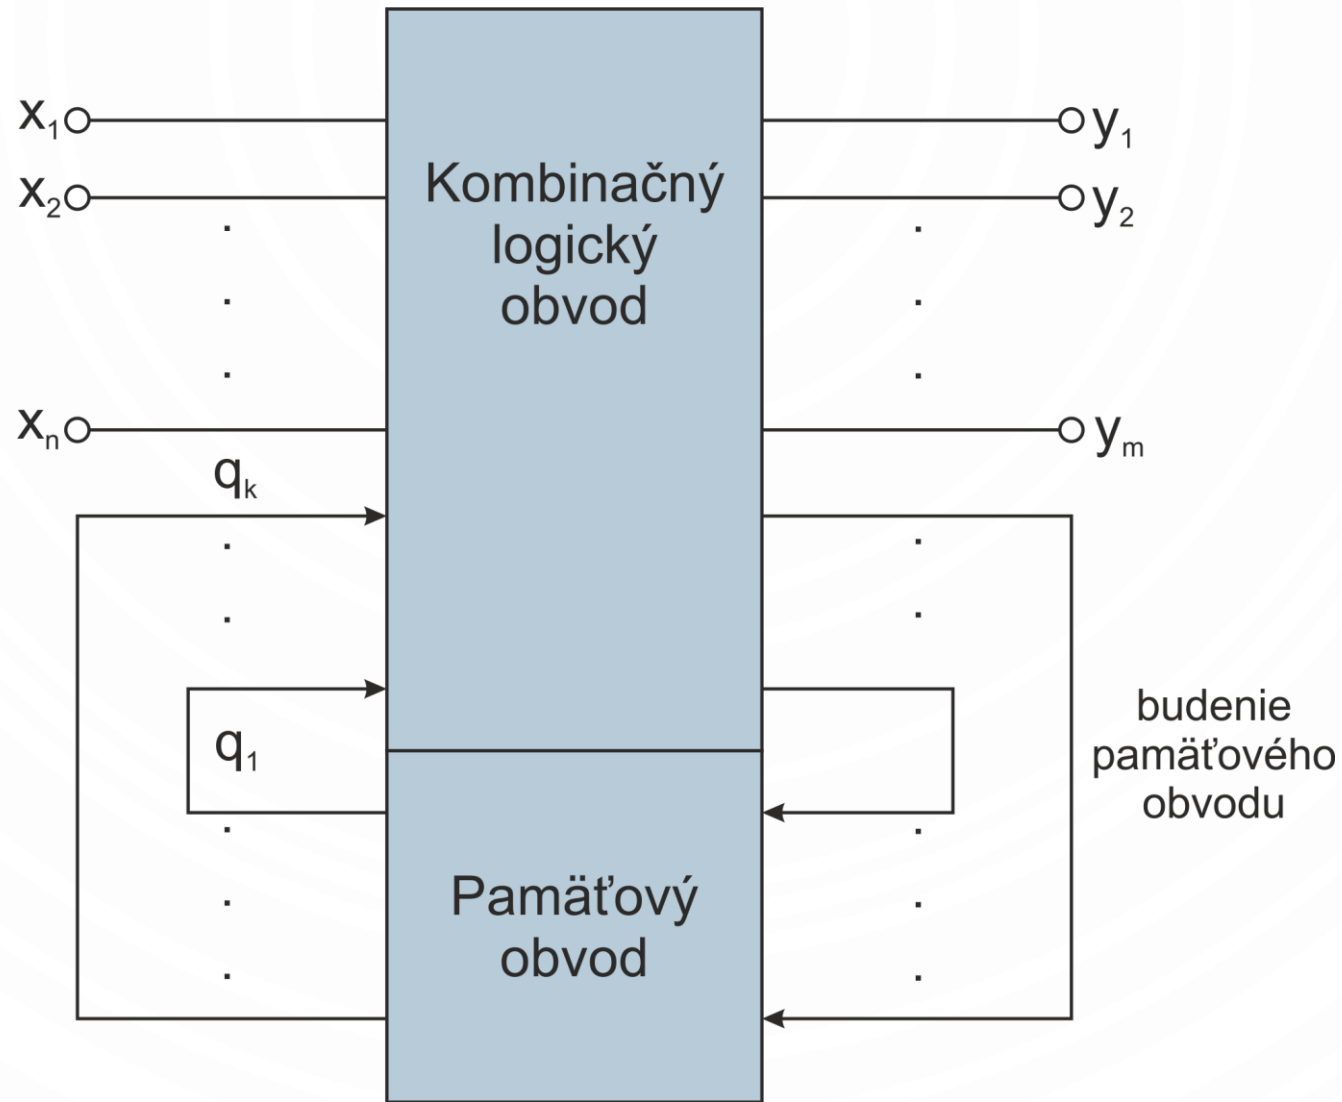 x₁
y₁
x₂
y₂
Kombinačný
logický
obvod
xₙ
yₘ
qₖ
q₁
budenie
pamäťového
obvodu
Pamäťový
obvod